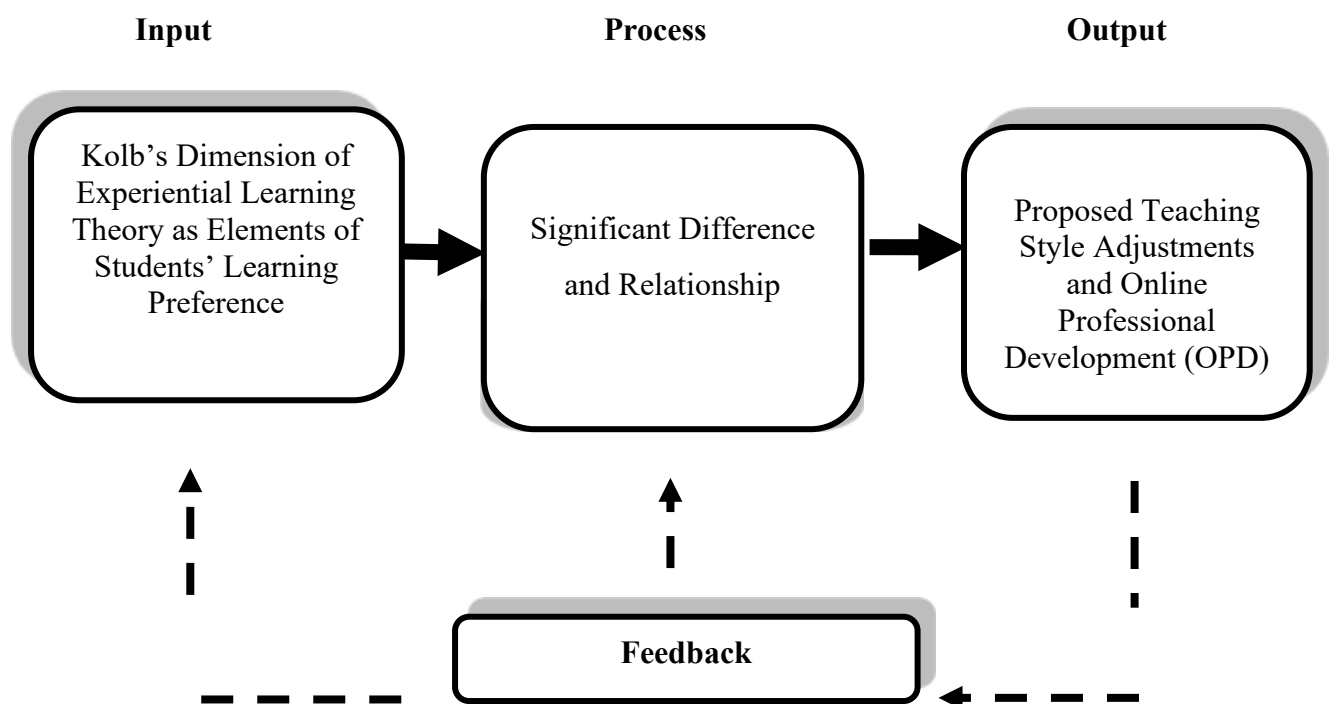 Input
Process
Output
Kolb’s Dimension of
Experiential Learning
Theory as Elements of
Students’ Learning
Preference
Significant Difference
and Relationship
Proposed Teaching
Style Adjustments
and Online
Professional
Development (OPD)
Feedback